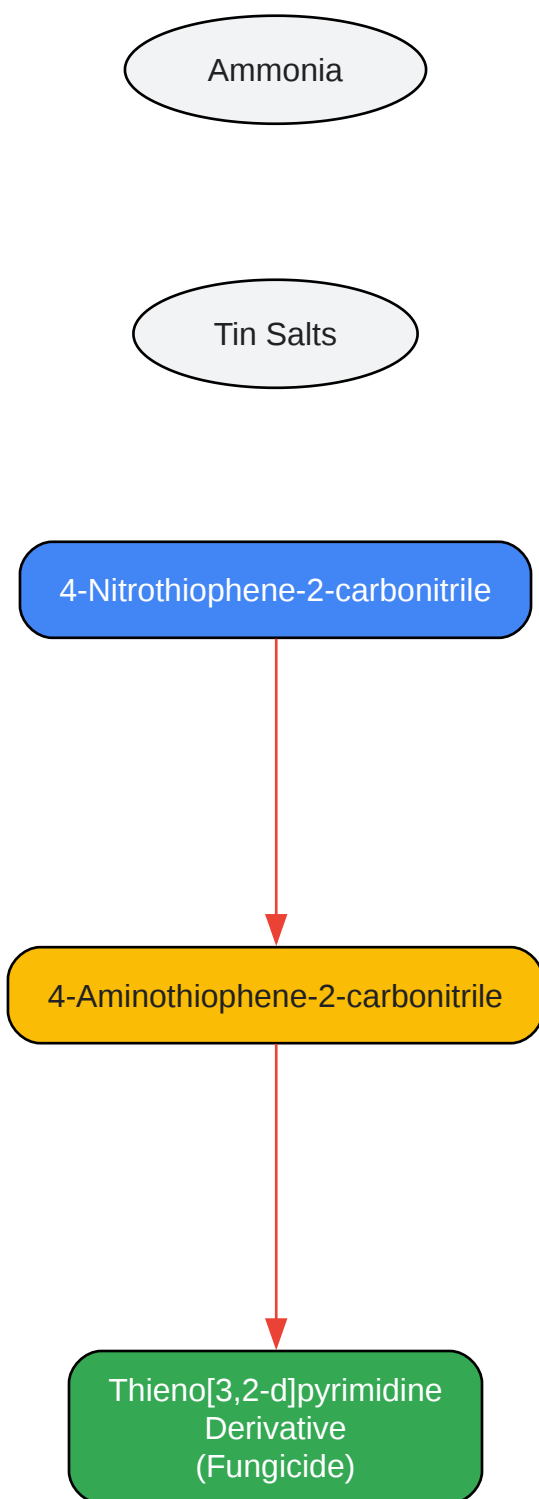 Ammonia
Tin Salts
4-Nitrothiophene-2-carbonitrile
4-Aminothiophene-2-carbonitrile
Thieno[3,2-d]pyrimidine
Derivative
(Fungicide)